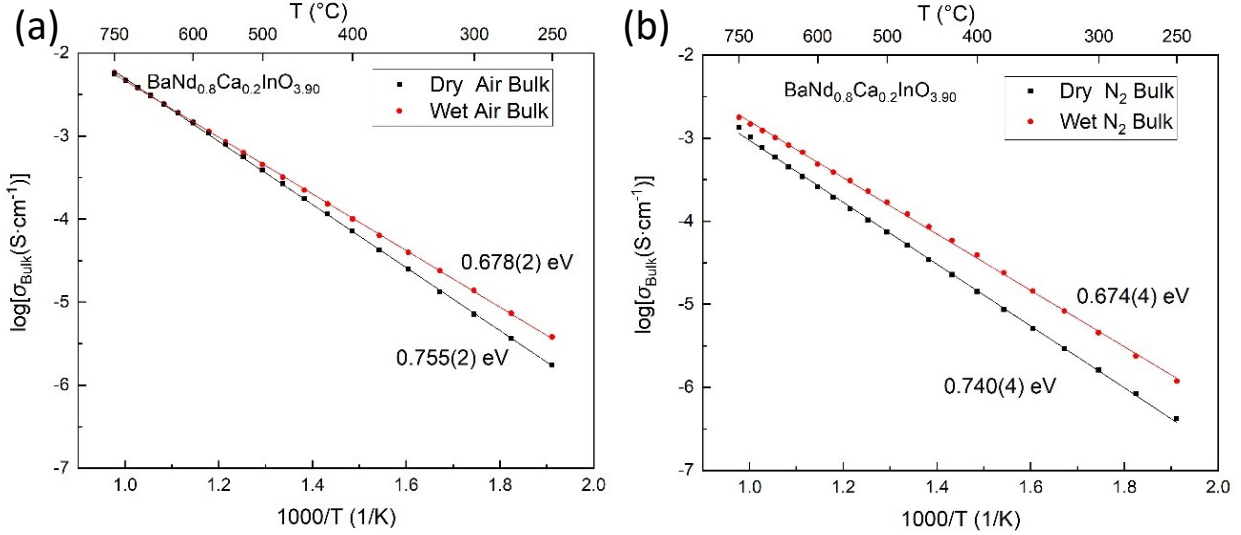 (a)
T (°C)
750 600 500 400 300 250
-2
-3
-4
-5
-6
-7
log[σBulk(S·cm⁻¹)]
BaNd0.8Ca0.2InO3.90
Dry Air Bulk
Wet Air Bulk
0.678(2) eV
0.755(2) eV
1.0 1.2 1.4 1.6 1.8 2.0
1000/T (1/K)
(b)
T (°C)
750 600 500 400 300 250
-2
-3
-4
-5
-6
-7
log[σBulk(S·cm⁻¹)]
BaNd0.8Ca0.2InO3.90
Dry N2 Bulk
Wet N2 Bulk
0.674(4) eV
0.740(4) eV
1.0 1.2 1.4 1.6 1.8 2.0
1000/T (1/K)